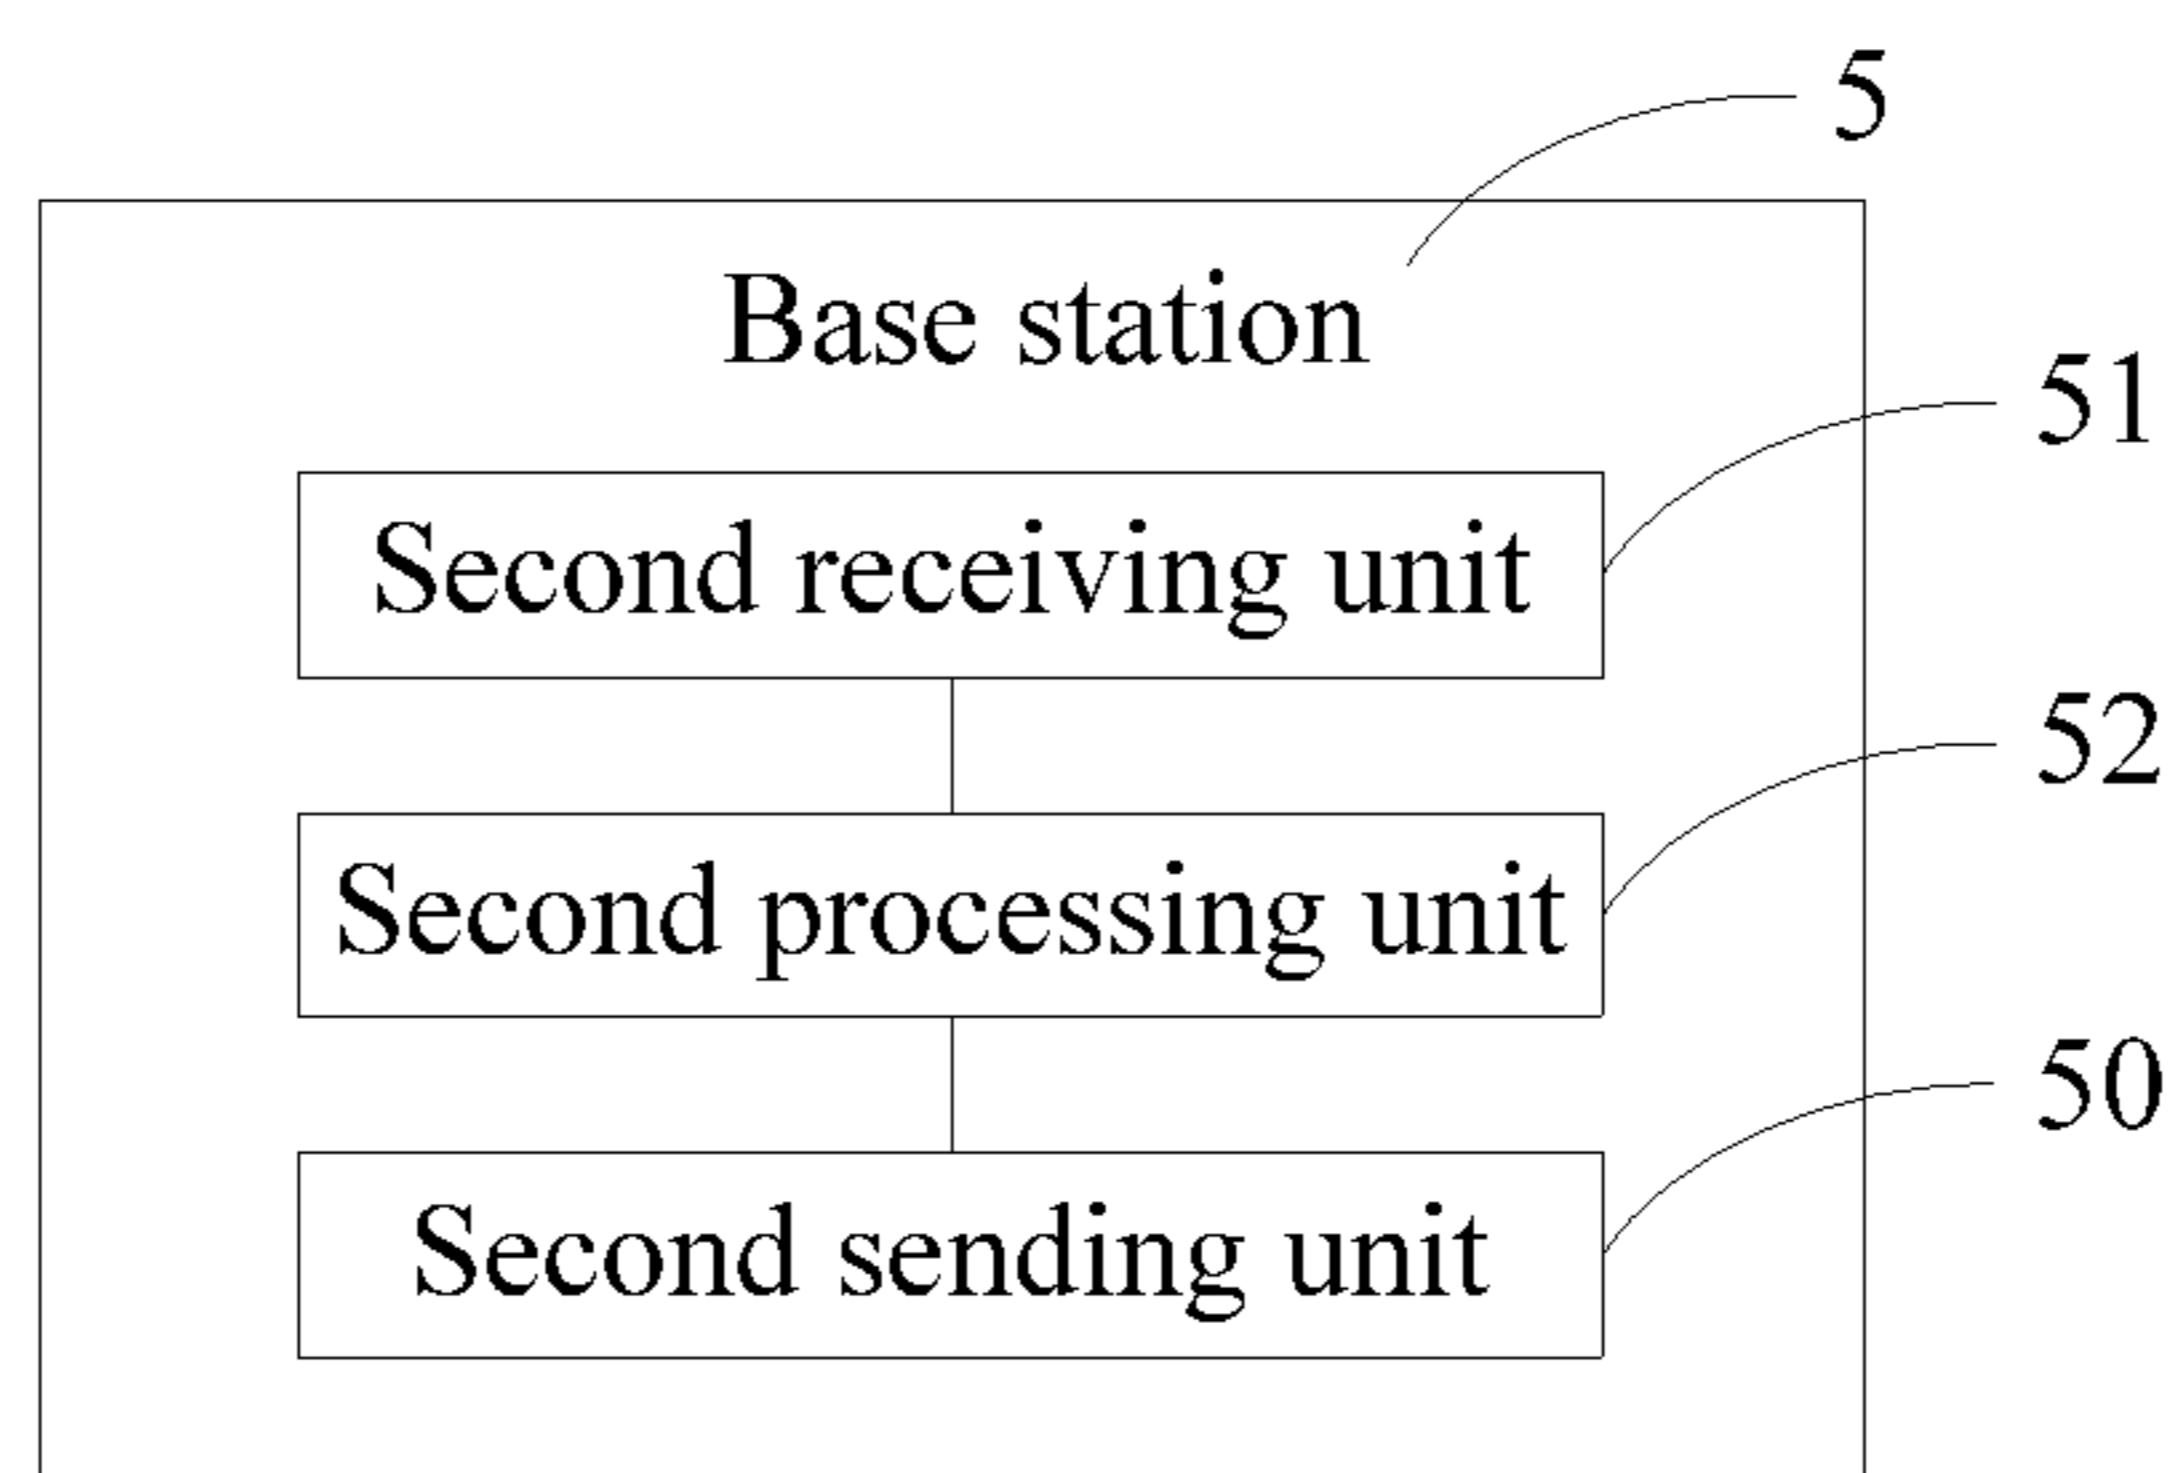 5
Base station
51
Second receiving unit
52
Second processing unit
50
Second sending unit